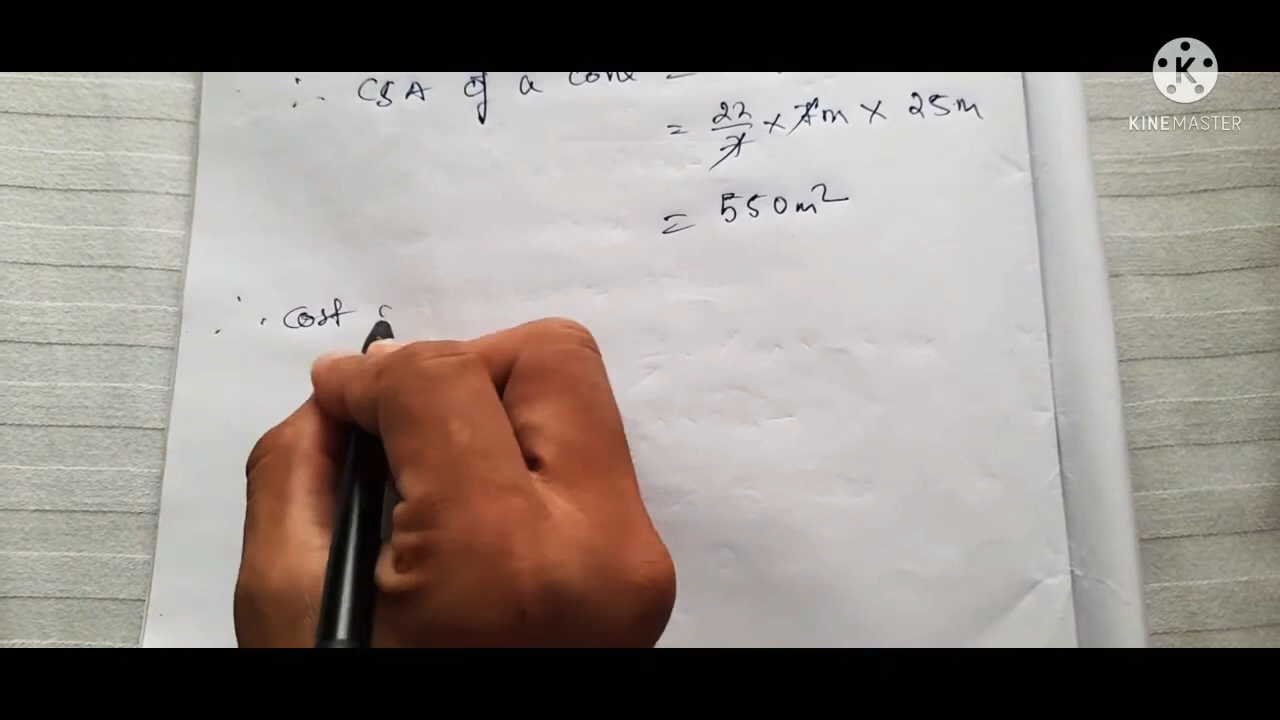 ∴ CSA of a cone =
= 22/7 × 7m × 25m
= 550m²
∴ cost
K
KINEMASTER